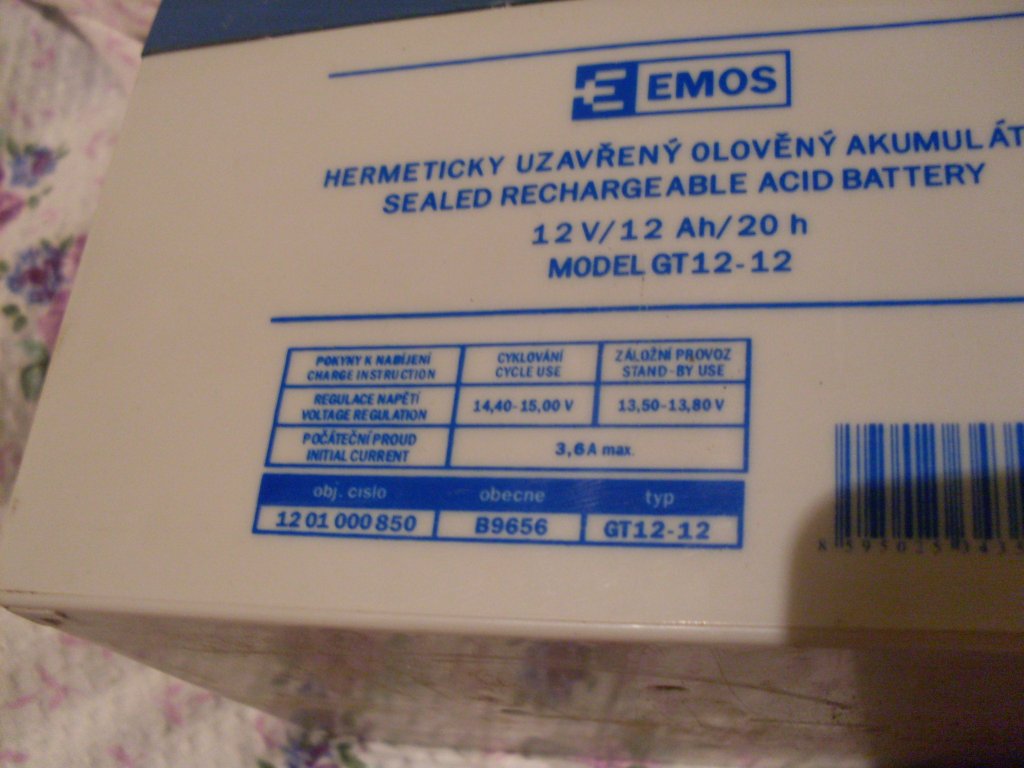 EMOS
HERMETICKY UZAVŘENÝ OLOVĚNÝ AKUMULÁT
SEALED RECHARGEABLE ACID BATTERY
12 V/12 Ah/20 h
MODEL GT12-12
POKYNY K NABÍJENÍ
CHARGE INSTRUCTION
CYKLOVÁNÍ
CYCLE USE
ZÁLOŽNÍ PROVOZ
STAND-BY USE
REGULACE NAPĚTÍ
VOLTAGE REGULATION
14,40-15,00 V
13,50-13,80 V
POČÁTEČNÍ PROUD
INITIAL CURRENT
3,6A max.
obj. cislo obecne typ
12 01 000 850 B9656 GT12-12